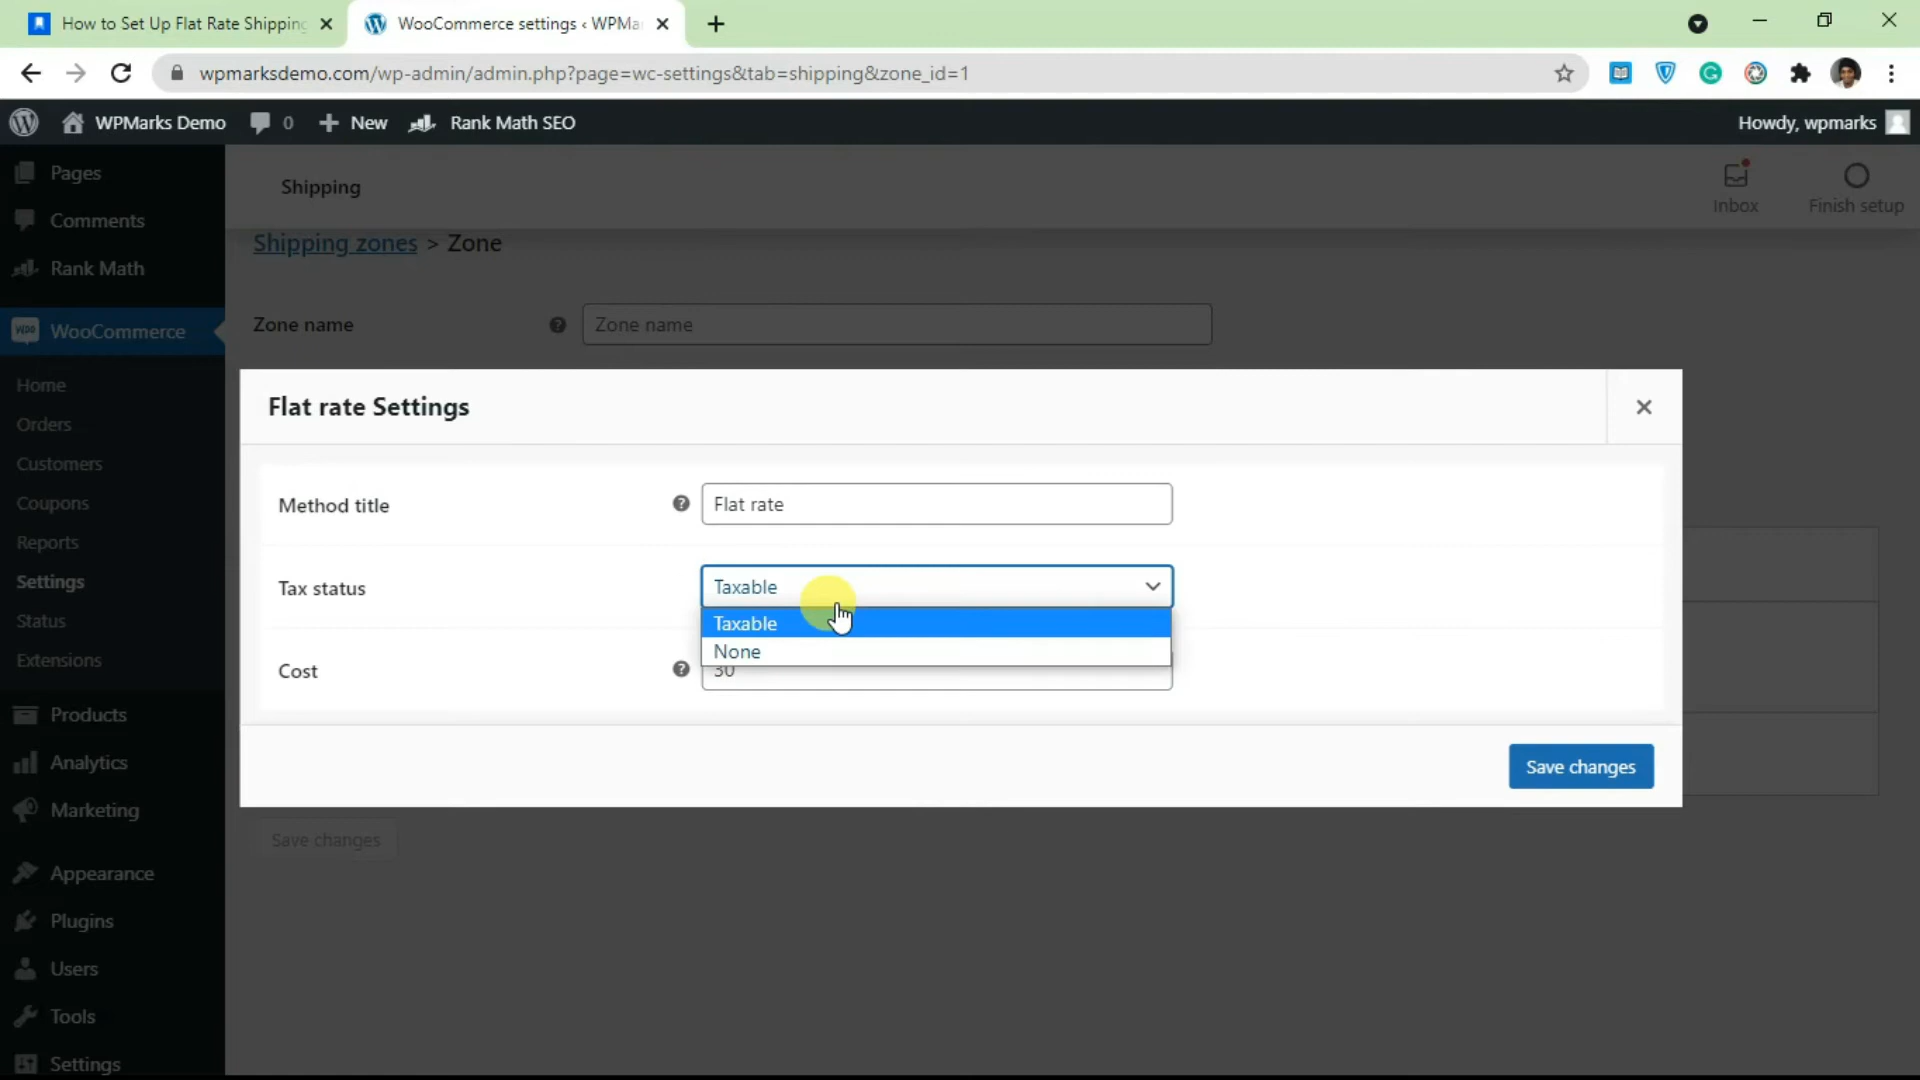 How to Set Up Flat Rate Shipping
WooCommerce settings ‹ WPMa
wpmarksdemo.com/wp-admin/admin.php?page=wc-settings&tab=shipping&zone_id=1
WPMarks Demo
0
New
Rank Math SEO
Howdy, wpmarks
Pages
Comments
Rank Math
WooCommerce
Home
Orders
Customers
Coupons
Reports
Settings
Status
Extensions
Products
Analytics
Marketing
Appearance
Plugins
Users
Tools
Settings
Shipping
Inbox
Finish setup
Shipping zones > Zone
Zone name
Zone name
Flat rate Settings
Method title
Flat rate
Tax status
Taxable
Taxable
None
Cost
30
Save changes
Save changes